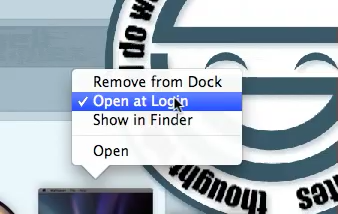 Remove from Dock
Open at Login
Show in Finder
Open
thought